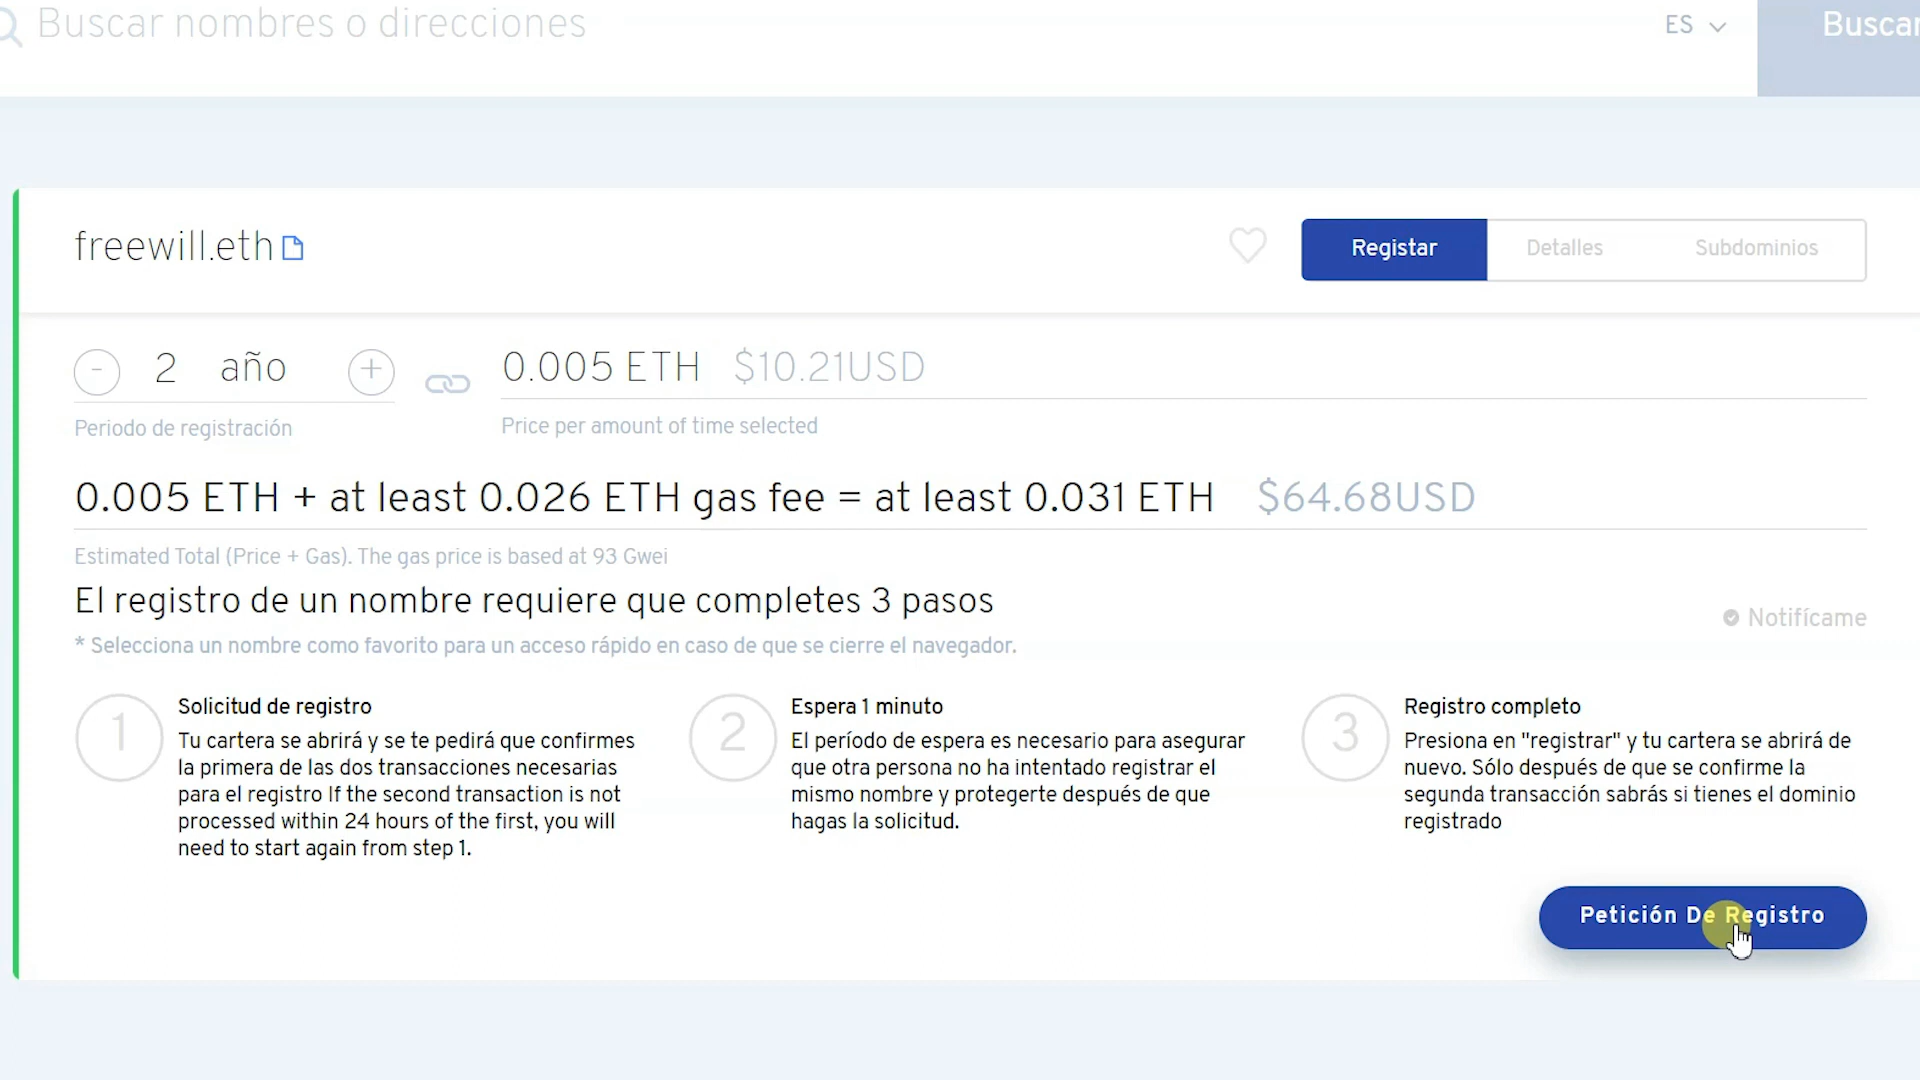 Buscar nombres o direcciones
ES
Buscar
freewill.eth
Registar
Detalles
Subdominios
- 2 año +
0.005 ETH $10.21USD
Periodo de registración
Price per amount of time selected
0.005 ETH + at least 0.026 ETH gas fee = at least 0.031 ETH $64.68USD
Estimated Total (Price + Gas). The gas price is based at 93 Gwei
El registro de un nombre requiere que completes 3 pasos
Notifícame
* Selecciona un nombre como favorito para un acceso rápido en caso de que se cierre el navegador.
1
Solicitud de registro
Tu cartera se abrirá y se te pedirá que confirmes
la primera de las dos transacciones necesarias
para el registro If the second transaction is not
processed within 24 hours of the first, you will
need to start again from step 1.
2
Espera 1 minuto
El período de espera es necesario para asegurar
que otra persona no ha intentado registrar el
mismo nombre y protegerte después de que
hagas la solicitud.
3
Registro completo
Presiona en "registrar" y tu cartera se abrirá de
nuevo. Sólo después de que se confirme la
segunda transacción sabrás si tienes el dominio
registrado
Petición De Registro